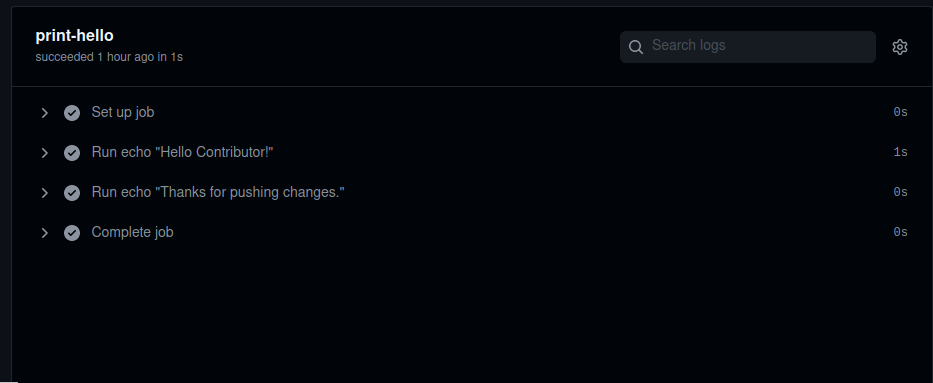 print-hello
succeeded 1 hour ago in 1s
Search logs
Set up job 0s
Run echo "Hello Contributor!" 1s
Run echo "Thanks for pushing changes." 0s
Complete job 0s